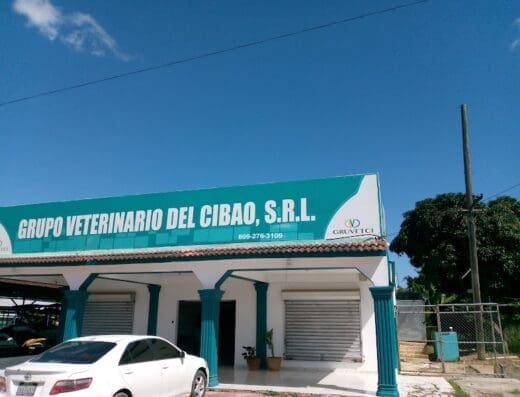 GRUPO VETERINARIO DEL CIBAO, S.R.L.
809-276-3109
GRUVETCI